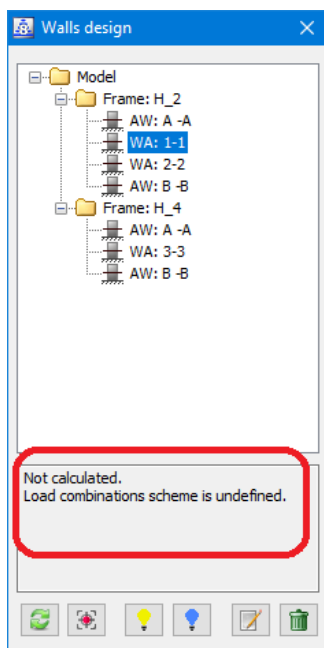 Walls design
Model
Frame: H_2
AW: A -A
WA: 1-1
WA: 2-2
AW: B -B
Frame: H_4
AW: A -A
WA: 3-3
AW: B -B
Not calculated.
Load combinations scheme is undefined.